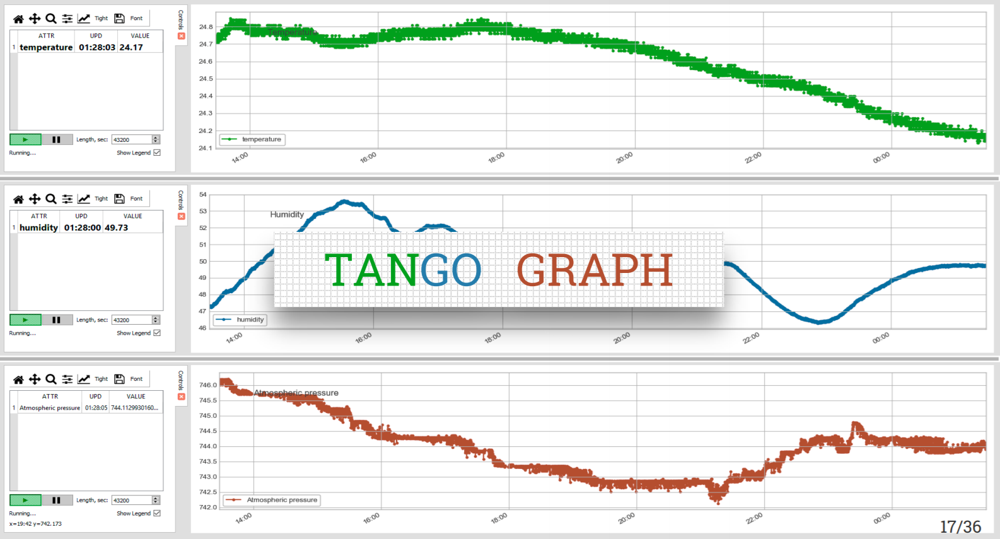 Tight Font
Controls
ATTR UPD VALUE
1 temperature 01:28:03 24.17
Length, sec: 43200
Running...
Show Legend
24.8
24.7
24.6
24.5
24.4
24.3
24.2
24.1
Temperature
temperature
14:00 16:00 18:00 20:00 22:00 00:00
Tight Font
Controls
ATTR UPD VALUE
1 humidity 01:28:00 49.73
Length, sec: 43200
Running...
Show Legend
54
53
52
51
50
49
48
47
46
Humidity
TANGO GRAPH
humidity
14:00 16:00 18:00 20:00 22:00 00:00
Tight Font
Controls
ATTR UPD VALUE
1 Atmospheric pressure 01:28:05 744.1129930160...
Length, sec: 43200
Running...
Show Legend
x=19:42 y=742.173
746.0
745.5
745.0
744.5
744.0
743.5
743.0
742.5
742.0
Atmospheric pressure
Atmospheric pressure
14:00 16:00 18:00 20:00 22:00 00:00
17/36